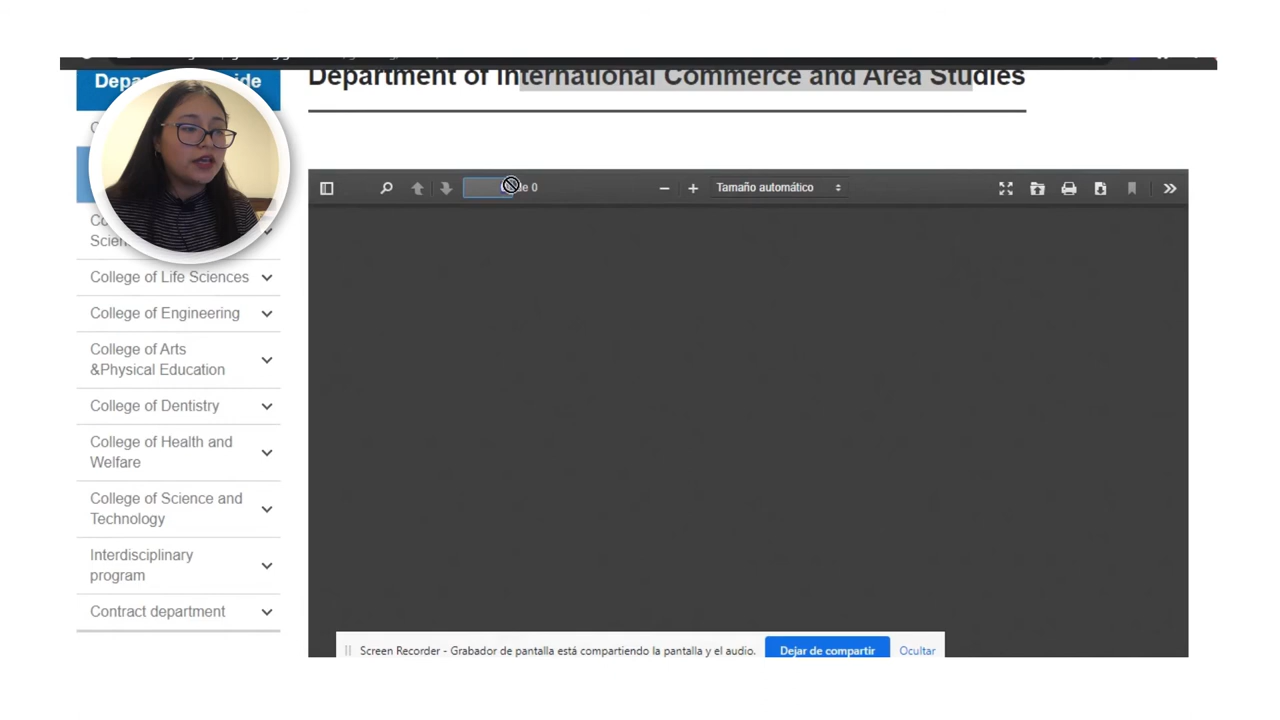 Department of International Commerce and Area Studies
de 0
Tamaño automático
College of Life Sciences
College of Engineering
College of Arts
&Physical Education
College of Dentistry
College of Health and
Welfare
College of Science and
Technology
Interdisciplinary
program
Contract department
Screen Recorder - Grabador de pantalla está compartiendo la pantalla y el audio.
Dejar de compartir
Ocultar